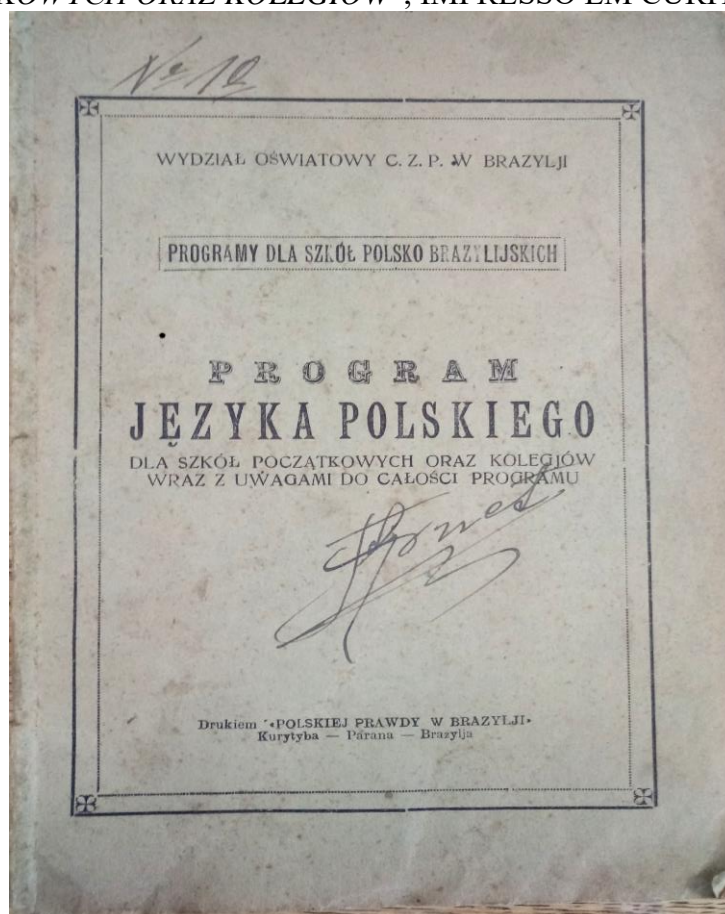 KOWYCH ORAZ KOLEGIÓW", IMPRESSO EM CURI
№ 10
WYDZIAŁ OŚWIATOWY C. Z. P. W BRAZYLJI
PROGRAMY DLA SZKÓŁ POLSKO BRAZYLIJSKICH
PROGRAM
JĘZYKA POLSKIEGO
DLA SZKÓŁ POCZĄTKOWYCH ORAZ KOLEGJÓW
WRAZ Z UWAGAMI DO CAŁOŚCI PROGRAMU
Drukiem «POLSKIEJ PRAWDY W BRAZYLJI»
Kurytyba — Parana — Brazylja